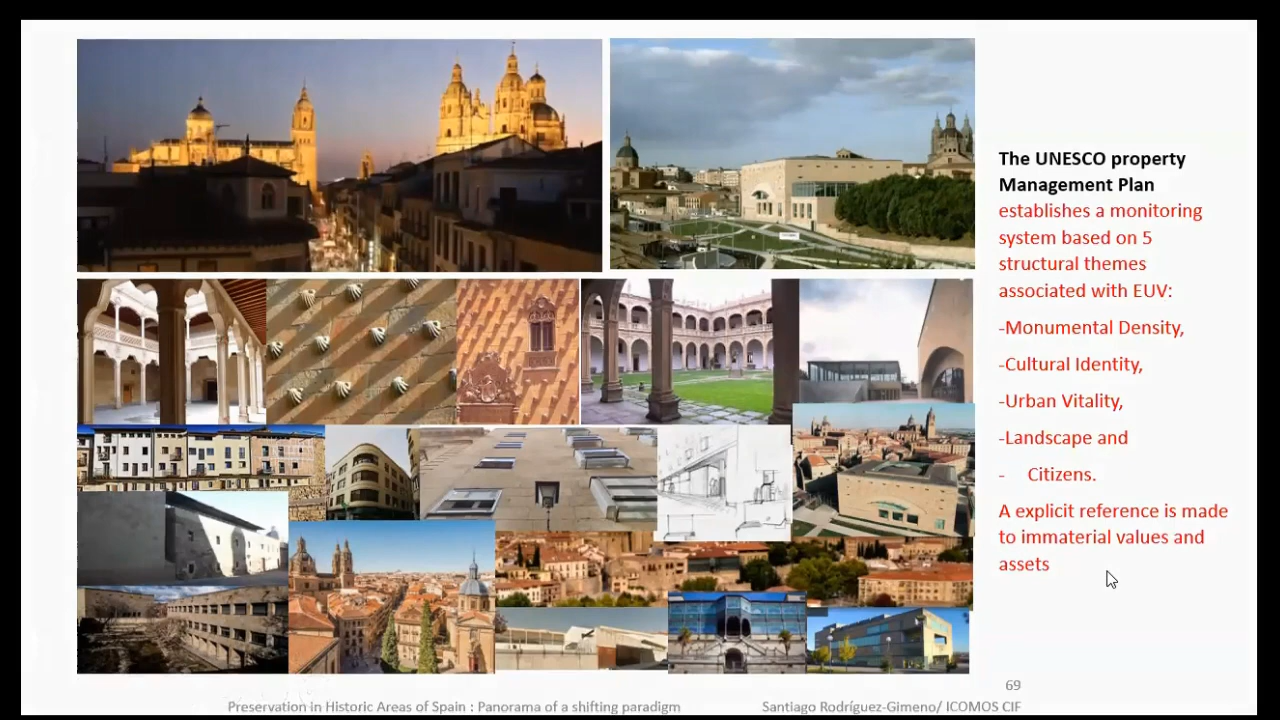 The UNESCO property
Management Plan
establishes a monitoring
system based on 5
structural themes
associated with EUV:
-Monumental Density,
-Cultural Identity,
-Urban Vitality,
-Landscape and
- Citizens.
A explicit reference is made
to immaterial values and
assets
69
Preservation in Historic Areas of Spain : Panorama of a shifting paradigm
Santiago Rodríguez-Gimeno/ ICOMOS CIF